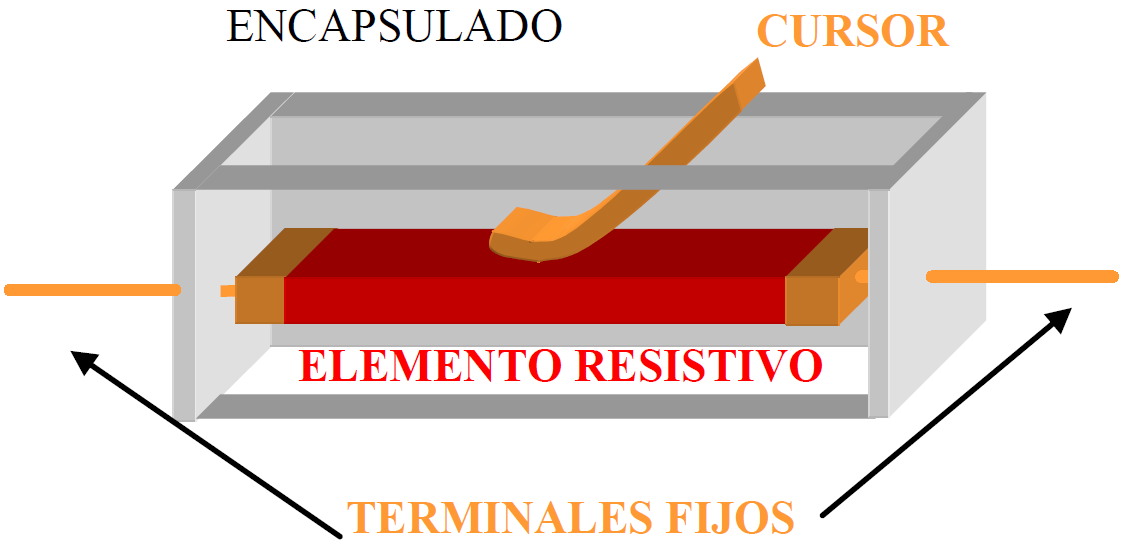 ENCAPSULADO
CURSOR
ELEMENTO RESISTIVO
TERMINALES FIJOS